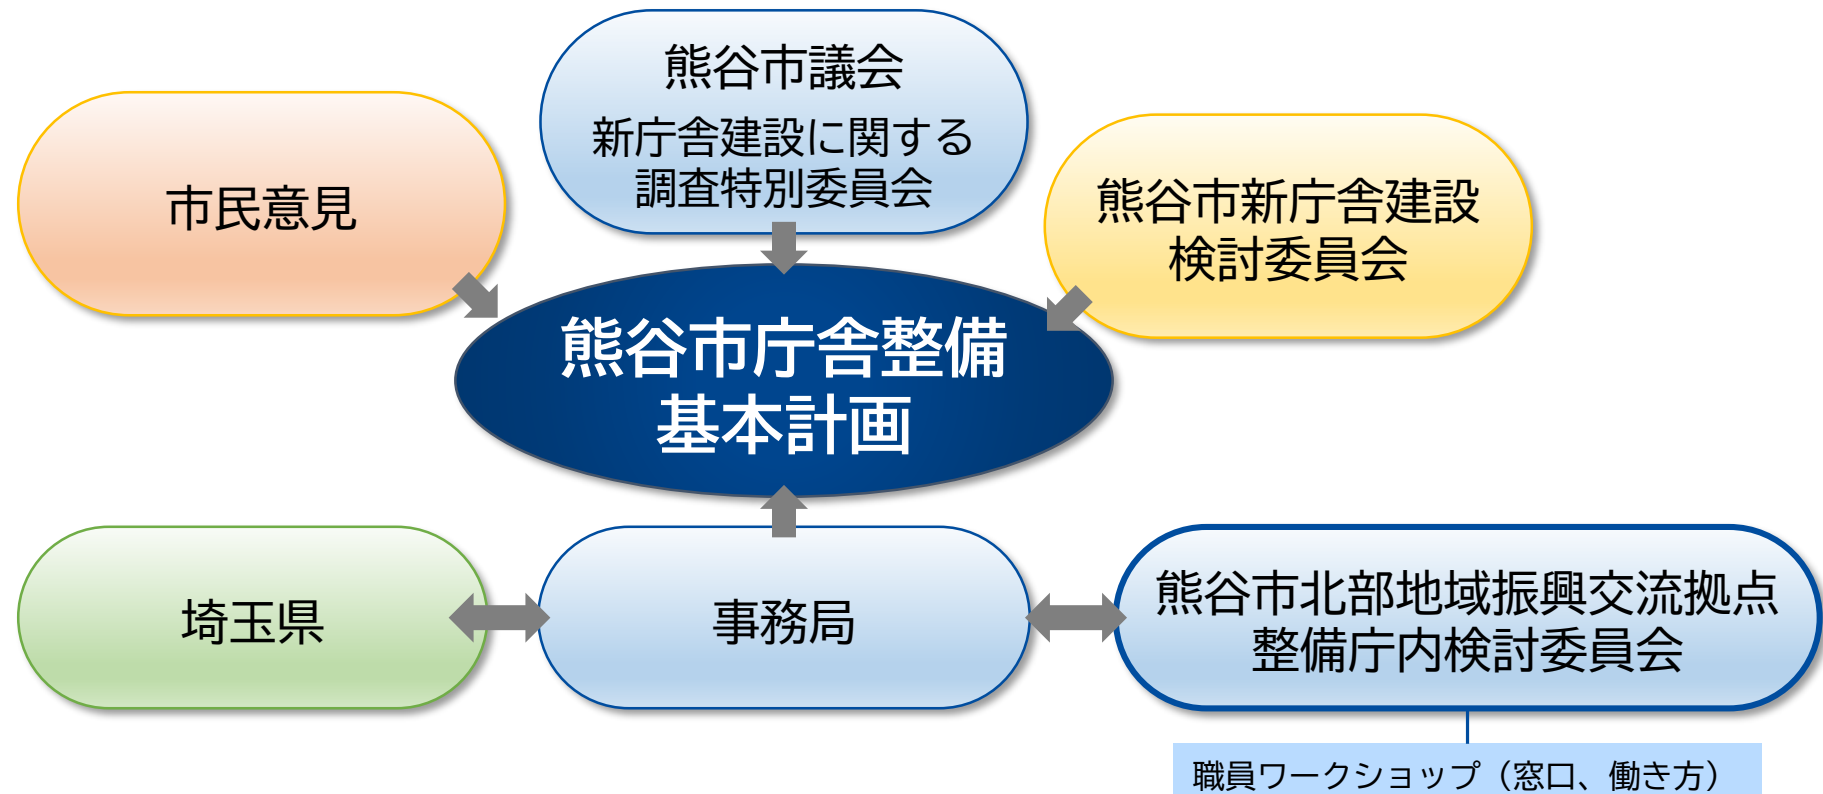 熊谷市議会
新庁舎建設に関する
調査特別委員会
市民意見
熊谷市新庁舎建設
検討委員会
熊谷市庁舎整備
基本計画
埼玉県
事務局
熊谷市北部地域振興交流拠点
整備庁内検討委員会
職員ワークショップ（窓口、働き方）